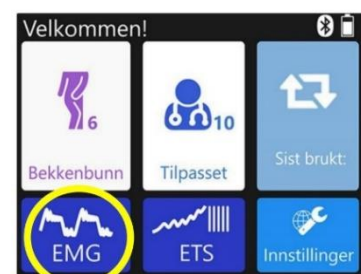 Velkommen!
6
10
Bekkenbunn
Tilpasset
Sist brukt:
EMG
ETS
Innstillinger